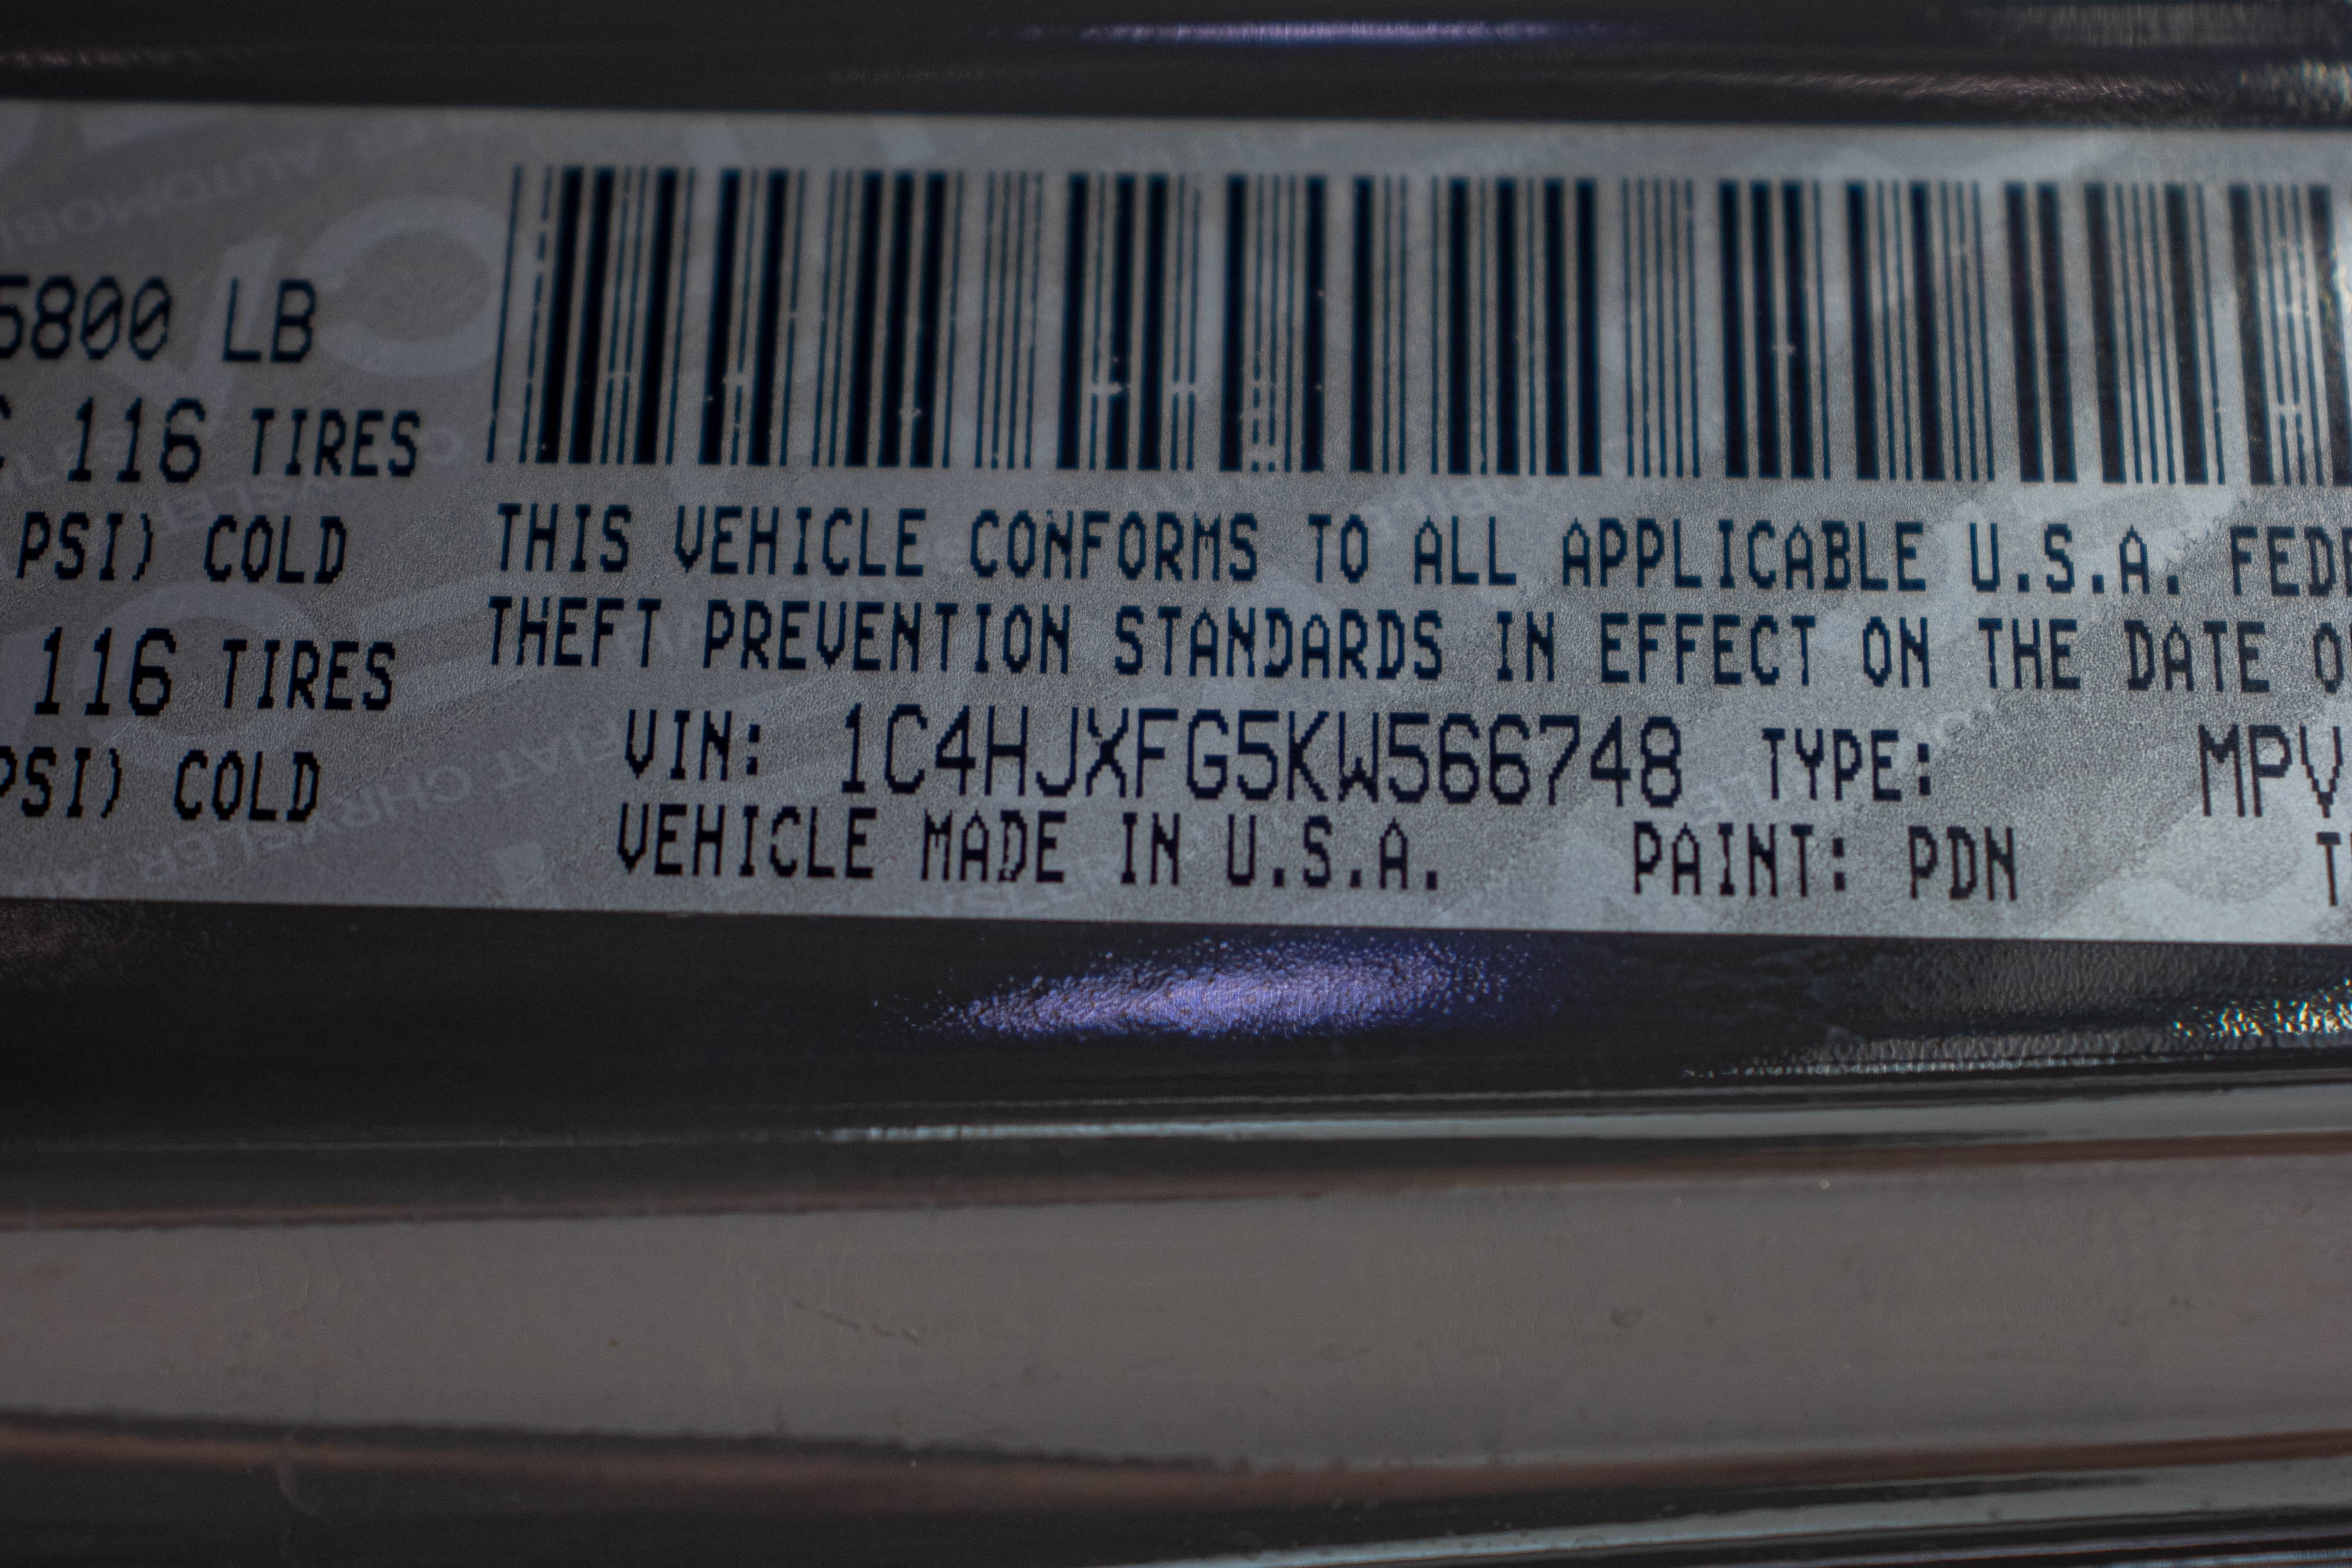 5800 LB
116 TIRES
PSI) COLD
116 TIRES
PSI) COLD
THIS VEHICLE CONFORMS TO ALL APPLICABLE U.S.A.
THEFT PREVENTION STANDARDS IN EFFECT ON THE DATE
VIN: 1C4HJXFG5KW566748 TYPE: MPV
VEHICLE MADE IN U.S.A. PAINT: PDN